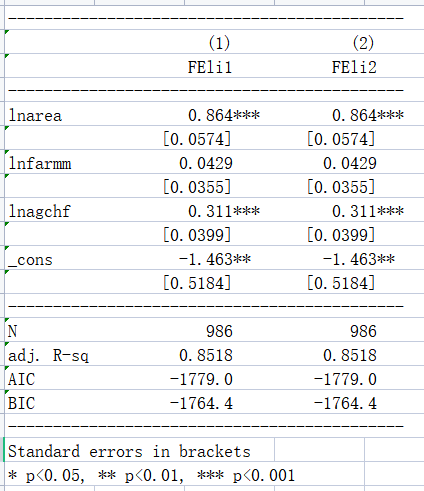 ------------------------------------------------------------
(1) (2)
FEli1 FEli2
------------------------------------------------------------
lnarea 0.864*** 0.864***
[0.0574] [0.0574]
lnfarmm 0.0429 0.0429
[0.0355] [0.0355]
lnagchf 0.311*** 0.311***
[0.0399] [0.0399]
_cons -1.463** -1.463**
[0.5184] [0.5184]
------------------------------------------------------------
N 986 986
adj. R-sq 0.8518 0.8518
AIC -1779.0 -1779.0
BIC -1764.4 -1764.4
------------------------------------------------------------
Standard errors in brackets
* p<0.05, ** p<0.01, *** p<0.001